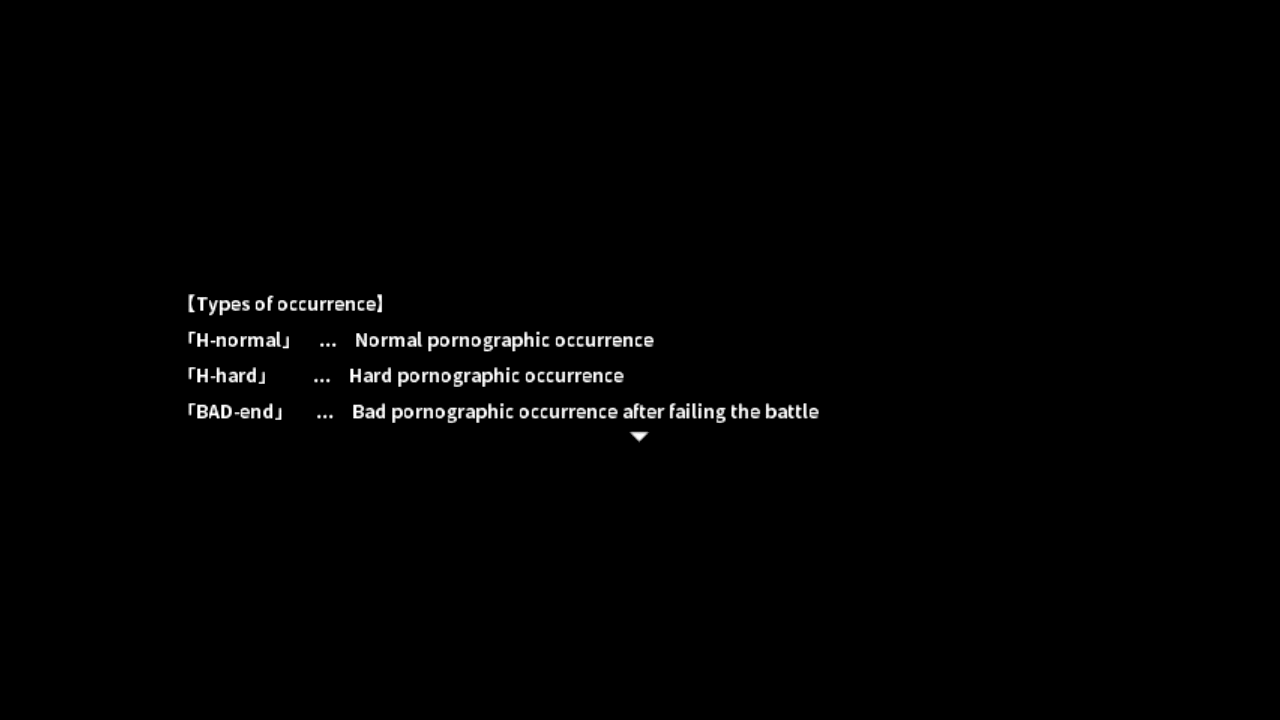 【Types of occurrence】
「H-normal」　…　Normal pornographic occurrence
「H-hard」　　…　Hard pornographic occurrence
「BAD-end」　…　Bad pornographic occurrence after failing the battle